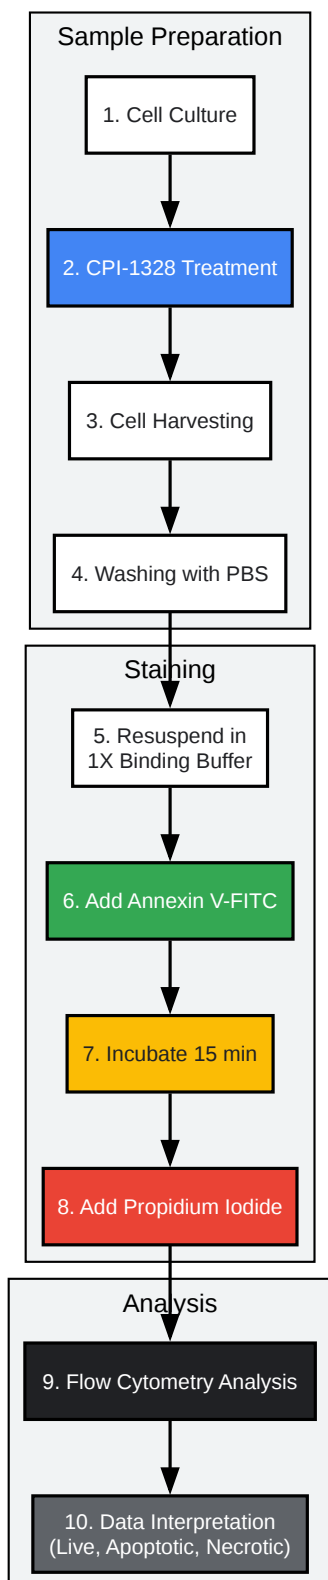 Sample Preparation
1. Cell Culture
2. CPI-1328 Treatment
3. Cell Harvesting
4. Washing with PBS
Staining
5. Resuspend in
1X Binding Buffer
6. Add Annexin V-FITC
7. Incubate 15 min
8. Add Propidium Iodide
Analysis
9. Flow Cytometry Analysis
10. Data Interpretation
(Live, Apoptotic, Necrotic)